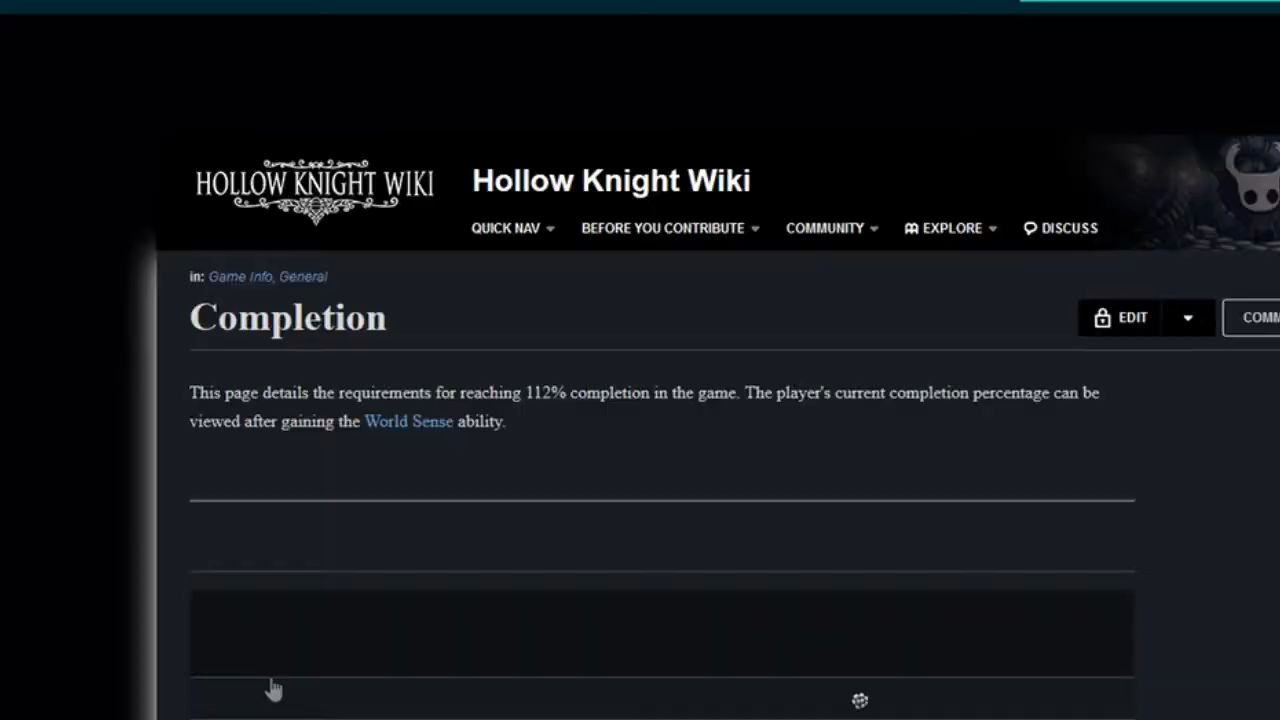 HOLLOW KNIGHT WIKI
Hollow Knight Wiki
QUICK NAV BEFORE YOU CONTRIBUTE COMMUNITY EXPLORE DISCUSS
in: Game Info, General
Completion
EDIT
This page details the requirements for reaching 112% completion in the game. The player's current completion percentage can be
viewed after gaining the World Sense ability.